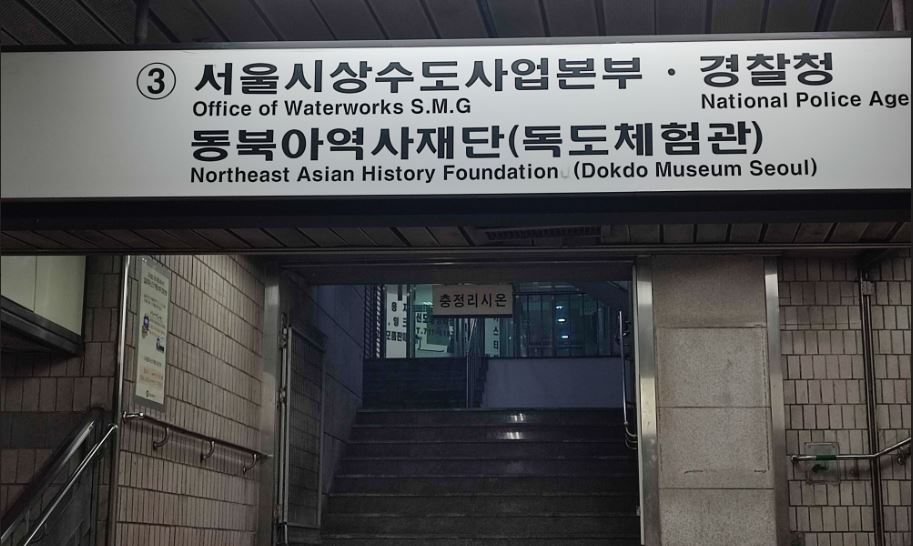 ③ 서울시상수도사업본부 · 경찰청
Office of Waterworks S.M.G National Police Age
동북아역사재단(독도체험관)
Northeast Asian History Foundation (Dokdo Museum Seoul)
충정리시온